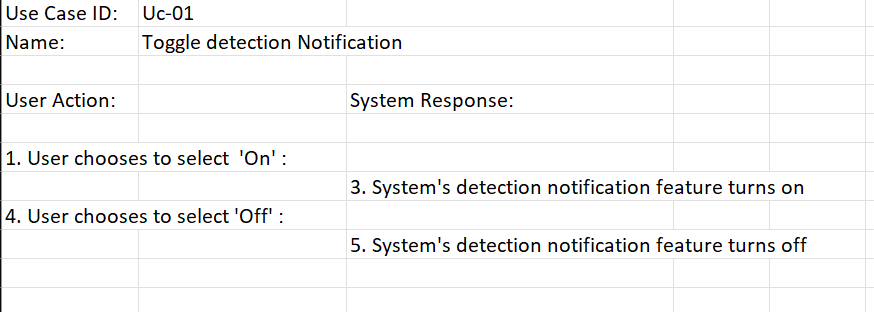 Use Case ID: Uc-01
Name: Toggle detection Notification
User Action: System Response:
1. User chooses to select 'On' :
3. System's detection notification feature turns on
4. User chooses to select 'Off' :
5. System's detection notification feature turns off